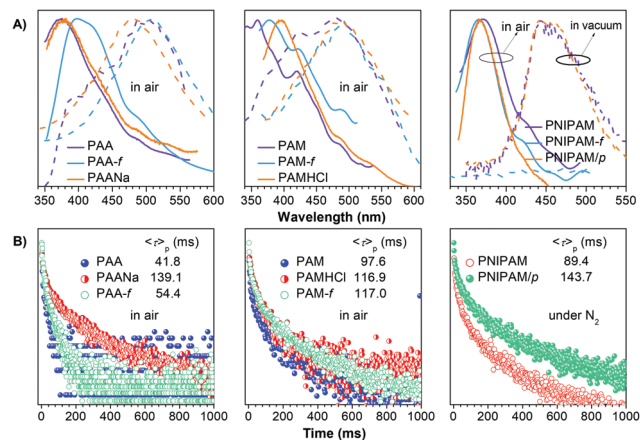 A)
in air
PAA
PAA-f
PAANa
350 400 450 500 550 600
in air
PAM
PAM-f
PAMHCl
350 400 450 500 550 600
in air
in vacuum
PNIPAM
PNIPAM-f
PNIPAM/p
350 400 450 500 550
Wavelength (nm)
B)
<τ>p (ms)
PAA 41.8
PAANa 139.1
PAA-f 54.4
in air
0 200 400 600 800 1000
<τ>p (ms)
PAM 97.6
PAMHCl 116.9
PAM-f 117.0
in air
0 200 400 600 800 1000
<τ>p (ms)
PNIPAM 89.4
PNIPAM/p 143.7
under N2
0 200 400 600 800 1000
Time (ms)